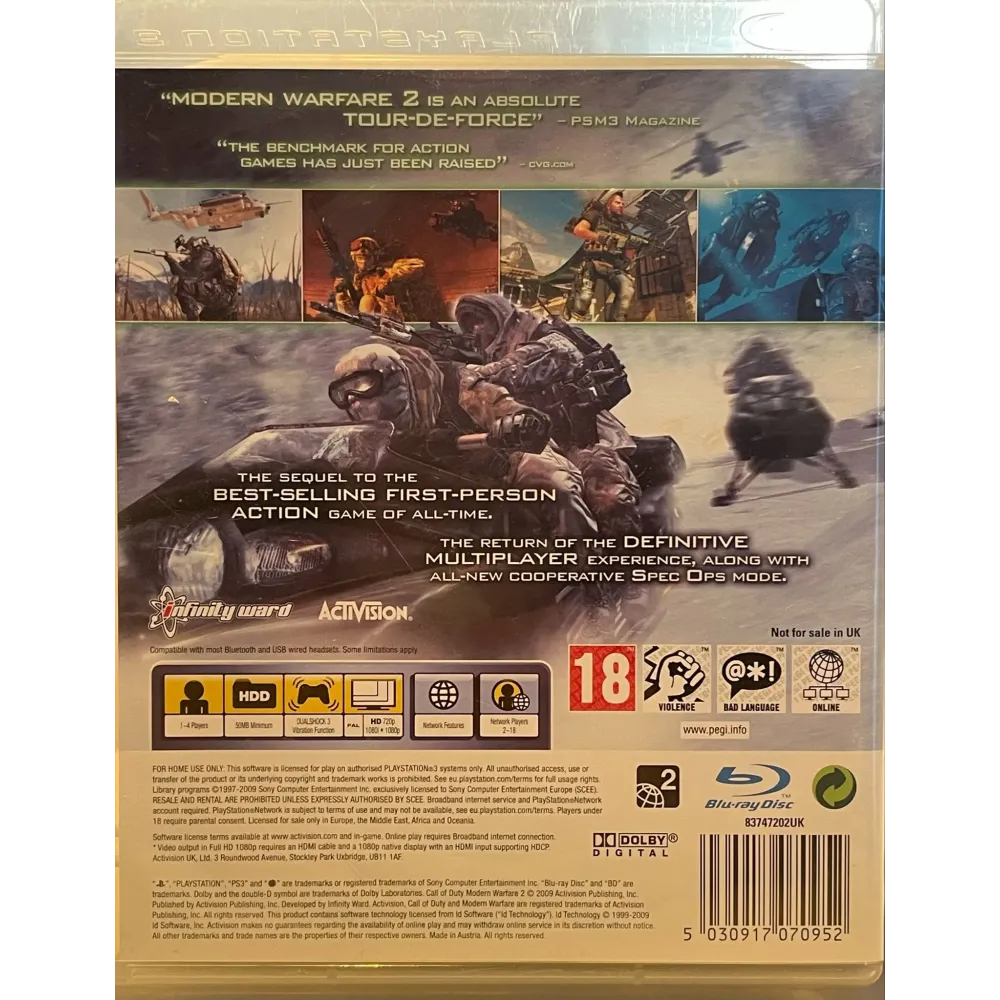 PLAYSTATION 3
“MODERN WARFARE 2 IS AN ABSOLUTE
TOUR-DE-FORCE” – PSM3 MAGAZINE
“THE BENCHMARK FOR ACTION
GAMES HAS JUST BEEN RAISED” – CVG.COM
THE SEQUEL TO THE
BEST-SELLING FIRST-PERSON
ACTION GAME OF ALL-TIME.
THE RETURN OF THE DEFINITIVE
MULTIPLAYER EXPERIENCE, ALONG WITH
ALL-NEW COOPERATIVE SPEC OPS MODE.
infinity ward
ACTIVISION®
Not for sale in UK
Compatible with most Bluetooth and USB wired headsets. Some limitations apply.
HDD
1-4 Players
50MB Minimum
DUALSHOCK 3
Vibration Function
PAL
HD 720p
1080i • 1080p
Network Features
Network Players
2-18
18
VIOLENCE
@*!
BAD LANGUAGE
ONLINE
www.pegi.info
FOR HOME USE ONLY: This software is licensed for play on authorised PLAYSTATION®3 systems only. All unauthorised access, use or
transfer of the product or its underlying copyright and trademark works is prohibited. See eu.playstation.com/terms for full usage rights.
Library programs ©1997-2009 Sony Computer Entertainment Inc. exclusively licensed to Sony Computer Entertainment Europe (SCEE).
RESALE AND RENTAL ARE PROHIBITED UNLESS EXPRESSLY AUTHORISED BY SCEE. Broadband internet service and PlayStation®Network
account required. PlayStation®Network is subject to terms of use and may not be available, see eu.playstation.com/terms. Players under
18 require parental consent. Licensed for sale only in Europe, the Middle East, Africa and Oceania.
Software license terms available at www.activision.com and in-game. Online play requires Broadband internet connection.
* Video output in Full HD 1080p requires an HDMI cable and a 1080p native display with an HDMI input supporting HDCP.
Activision UK, Ltd. 3 Roundwood Avenue, Stockley Park Uxbridge, UB11 1AF.
2
Blu-ray Disc™
83747202UK
DOLBY®
DIGITAL
", "PLAYSTATION", "PS3" and " " are trademarks or registered trademarks of Sony Computer Entertainment Inc. "Blu-ray Disc" and "BD" are
trademarks. Dolby and the double-D symbol are trademarks of Dolby Laboratories. Call of Duty Modern Warfare 2 © 2009 Activision Publishing, Inc.
Published by Activision Publishing, Inc. Developed by Infinity Ward. Activision, Call of Duty and Modern Warfare are registered trademarks of Activision
Publishing, Inc. All rights reserved. This product contains software technology licensed from Id Software ("Id Technology"). Id Technology © 1999-2009
Id Software, Inc. Activision makes no guarantees regarding the availability of online play and may withdraw online service in its discretion without notice.
All other trademarks and trade names are the properties of their respective owners. Made in Austria. All rights reserved.
5 030917 070952